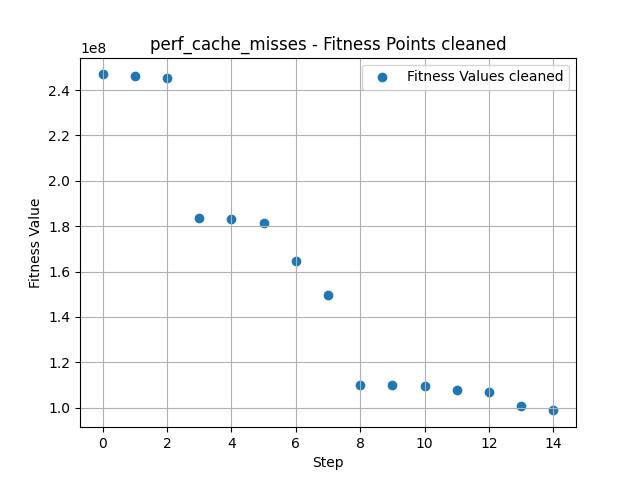 perf_cache_misses - Fitness Points cleaned
1e8
Fitness Values cleaned
2.4
2.2
2.0
1.8
1.6
1.4
1.2
1.0
Fitness Value
0 2 4 6 8 10 12 14
Step